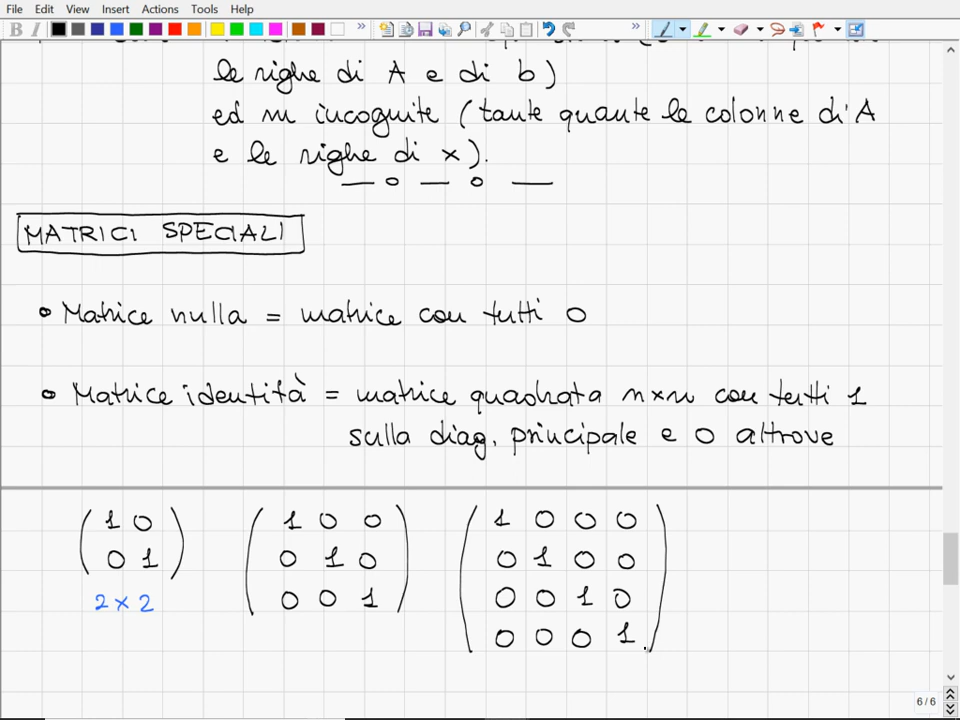 File Edit View Insert Actions Tools Help
B I
le righe di A e di b)
ed m incognite (tante quante le colonne di A
e le righe di x).
MATRICI SPECIALI
• Matrice nulla = matrice con tutti 0
• Matrice identità = matrice quadrata n×n con tutti 1
sulla diag. principale e 0 altrove
1 0
0 1
2 × 2
1 0 0
0 1 0
0 0 1
1 0 0 0
0 1 0 0
0 0 1 0
0 0 0 1
6 / 6